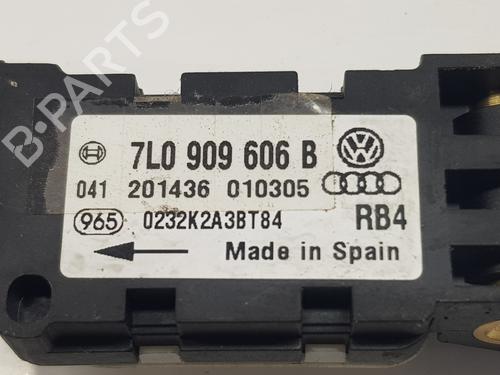 B-PARTS
7L0 909 606 B
041 201436 010305
965 0232K2A3BT84 RB4
Made in Spain